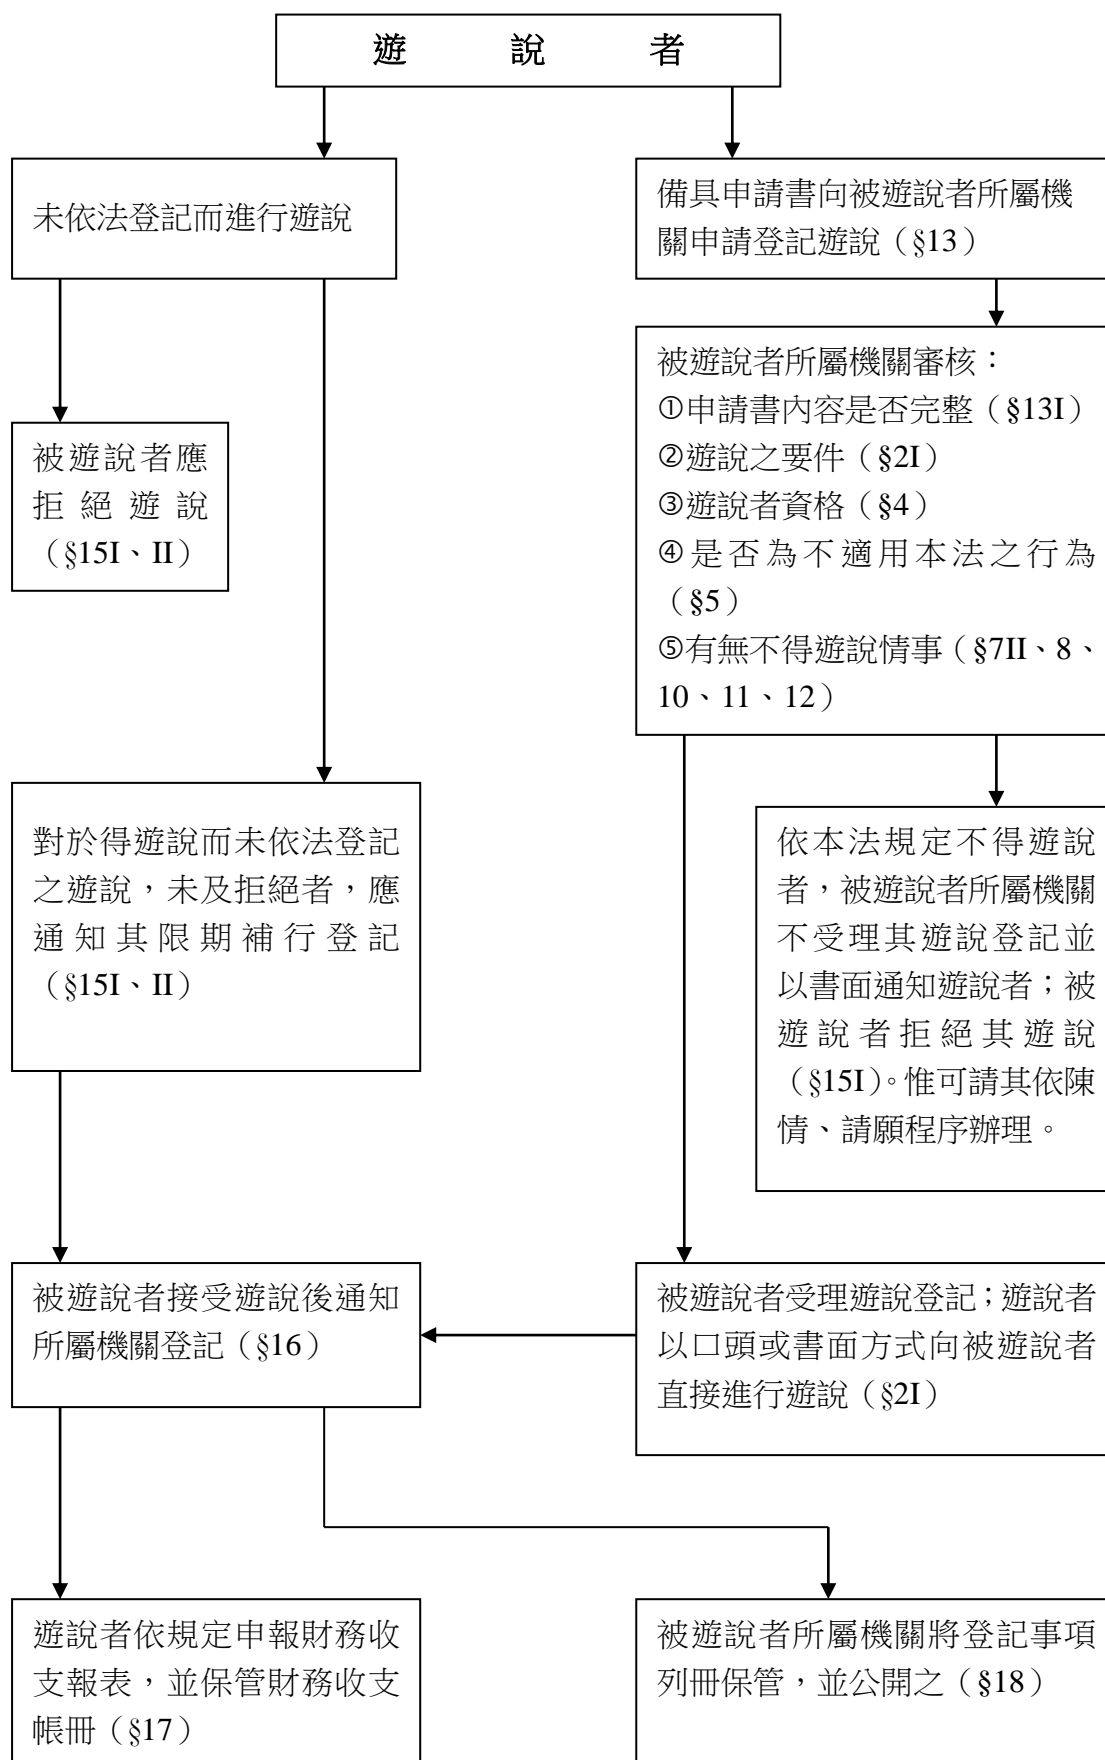 遊說者
未依法登記而進行遊說
備具申請書向被遊說者所屬機
關申請登記遊說（§13）
被遊說者所屬機關審核：
①申請書內容是否完整（§13I）
②遊說之要件（§2I）
③遊說者資格（§4）
④是否為不適用本法之行為
（§5）
⑤有無不得遊說情事（§7II、8、
10、11、12）
被遊說者應
拒絕遊說
（§15I、II）
對於得遊說而未依法登記
之遊說，未及拒絕者，應
通知其限期補行登記
（§15I、II）
依本法規定不得遊說
者，被遊說者所屬機關
不受理其遊說登記並
以書面通知遊說者；被
遊說者拒絕其遊說
（§15I）。惟可請其依陳
情、請願程序辦理。
被遊說者接受遊說後通知
所屬機關登記（§16）
被遊說者受理遊說登記；遊說者
以口頭或書面方式向被遊說者
直接進行遊說（§2I）
遊說者依規定申報財務收
支報表，並保管財務收支
帳冊（§17）
被遊說者所屬機關將登記事項
列冊保管，並公開之（§18）